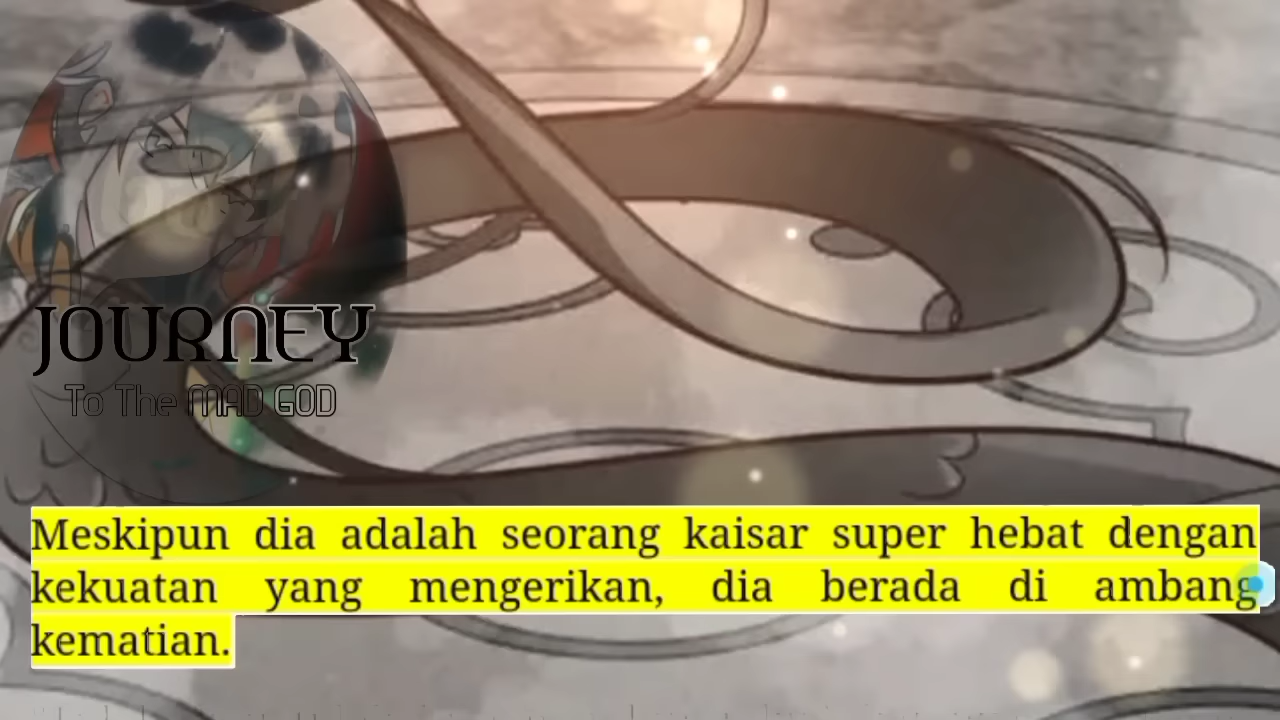 JOURNEY
To The MAD GOD
Meskipun dia adalah seorang kaisar super hebat dengan
kekuatan yang mengerikan, dia berada di ambang
kematian.